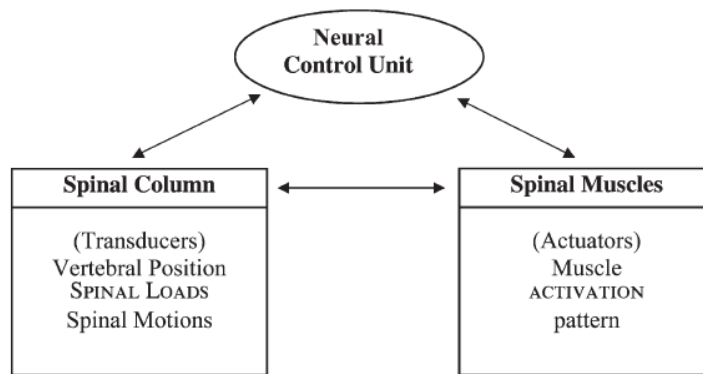 Neural
Control Unit
Spinal Column
(Transducers)
Vertebral Position
SPINAL LOADS
Spinal Motions
Spinal Muscles
(Actuators)
Muscle
ACTIVATION
pattern